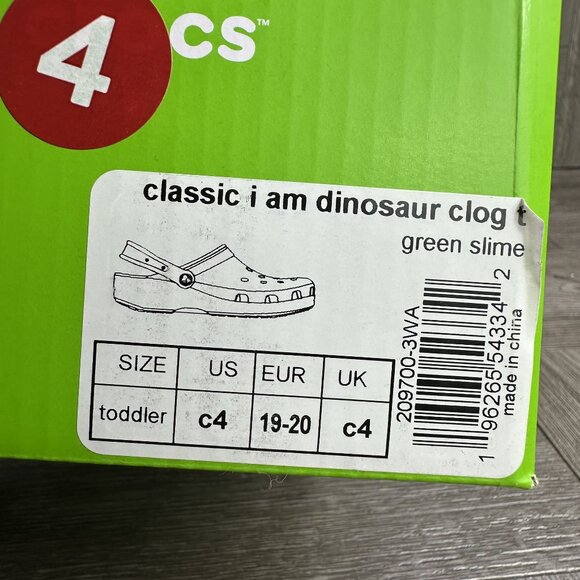 4
cs™
classic i am dinosaur clog t
green slime
SIZE US EUR UK
toddler c4 19-20 c4
209700-3WA
1 96265 54334 2
made in china